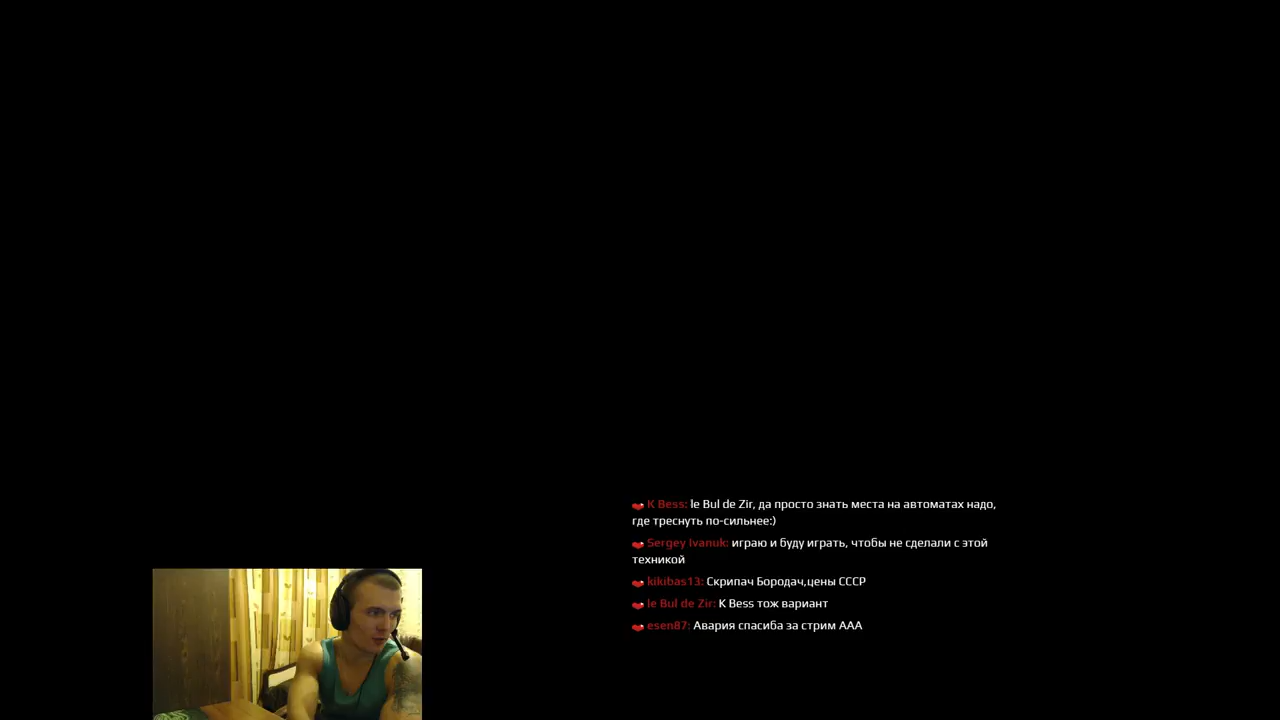 K Bess: le Bul de Zir, да просто знать места на автоматах надо,
где треснуть по-сильнее:)
Sergey Ivanuk: играю и буду играть, чтобы не сделали с этой
техникой
kikibas13: Скрипач Бородач,цены СССР
le Bul de Zir: K Bess тож вариант
esen87: Авария спасиба за стрим ААА